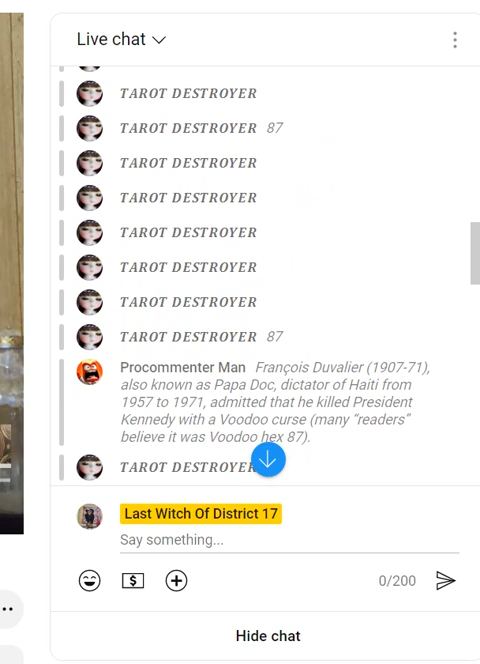 Live chat
TAROT DESTROYER
TAROT DESTROYER 87
TAROT DESTROYER
TAROT DESTROYER
TAROT DESTROYER
TAROT DESTROYER
TAROT DESTROYER
TAROT DESTROYER 87
Procommenter Man François Duvalier (1907-71),
also known as Papa Doc, dictator of Haiti from
1957 to 1971, admitted that he killed President
Kennedy with a Voodoo curse (many “readers”
believe it was Voodoo hex 87).
TAROT DESTROYER
Last Witch Of District 17
Say something...
0/200
Hide chat